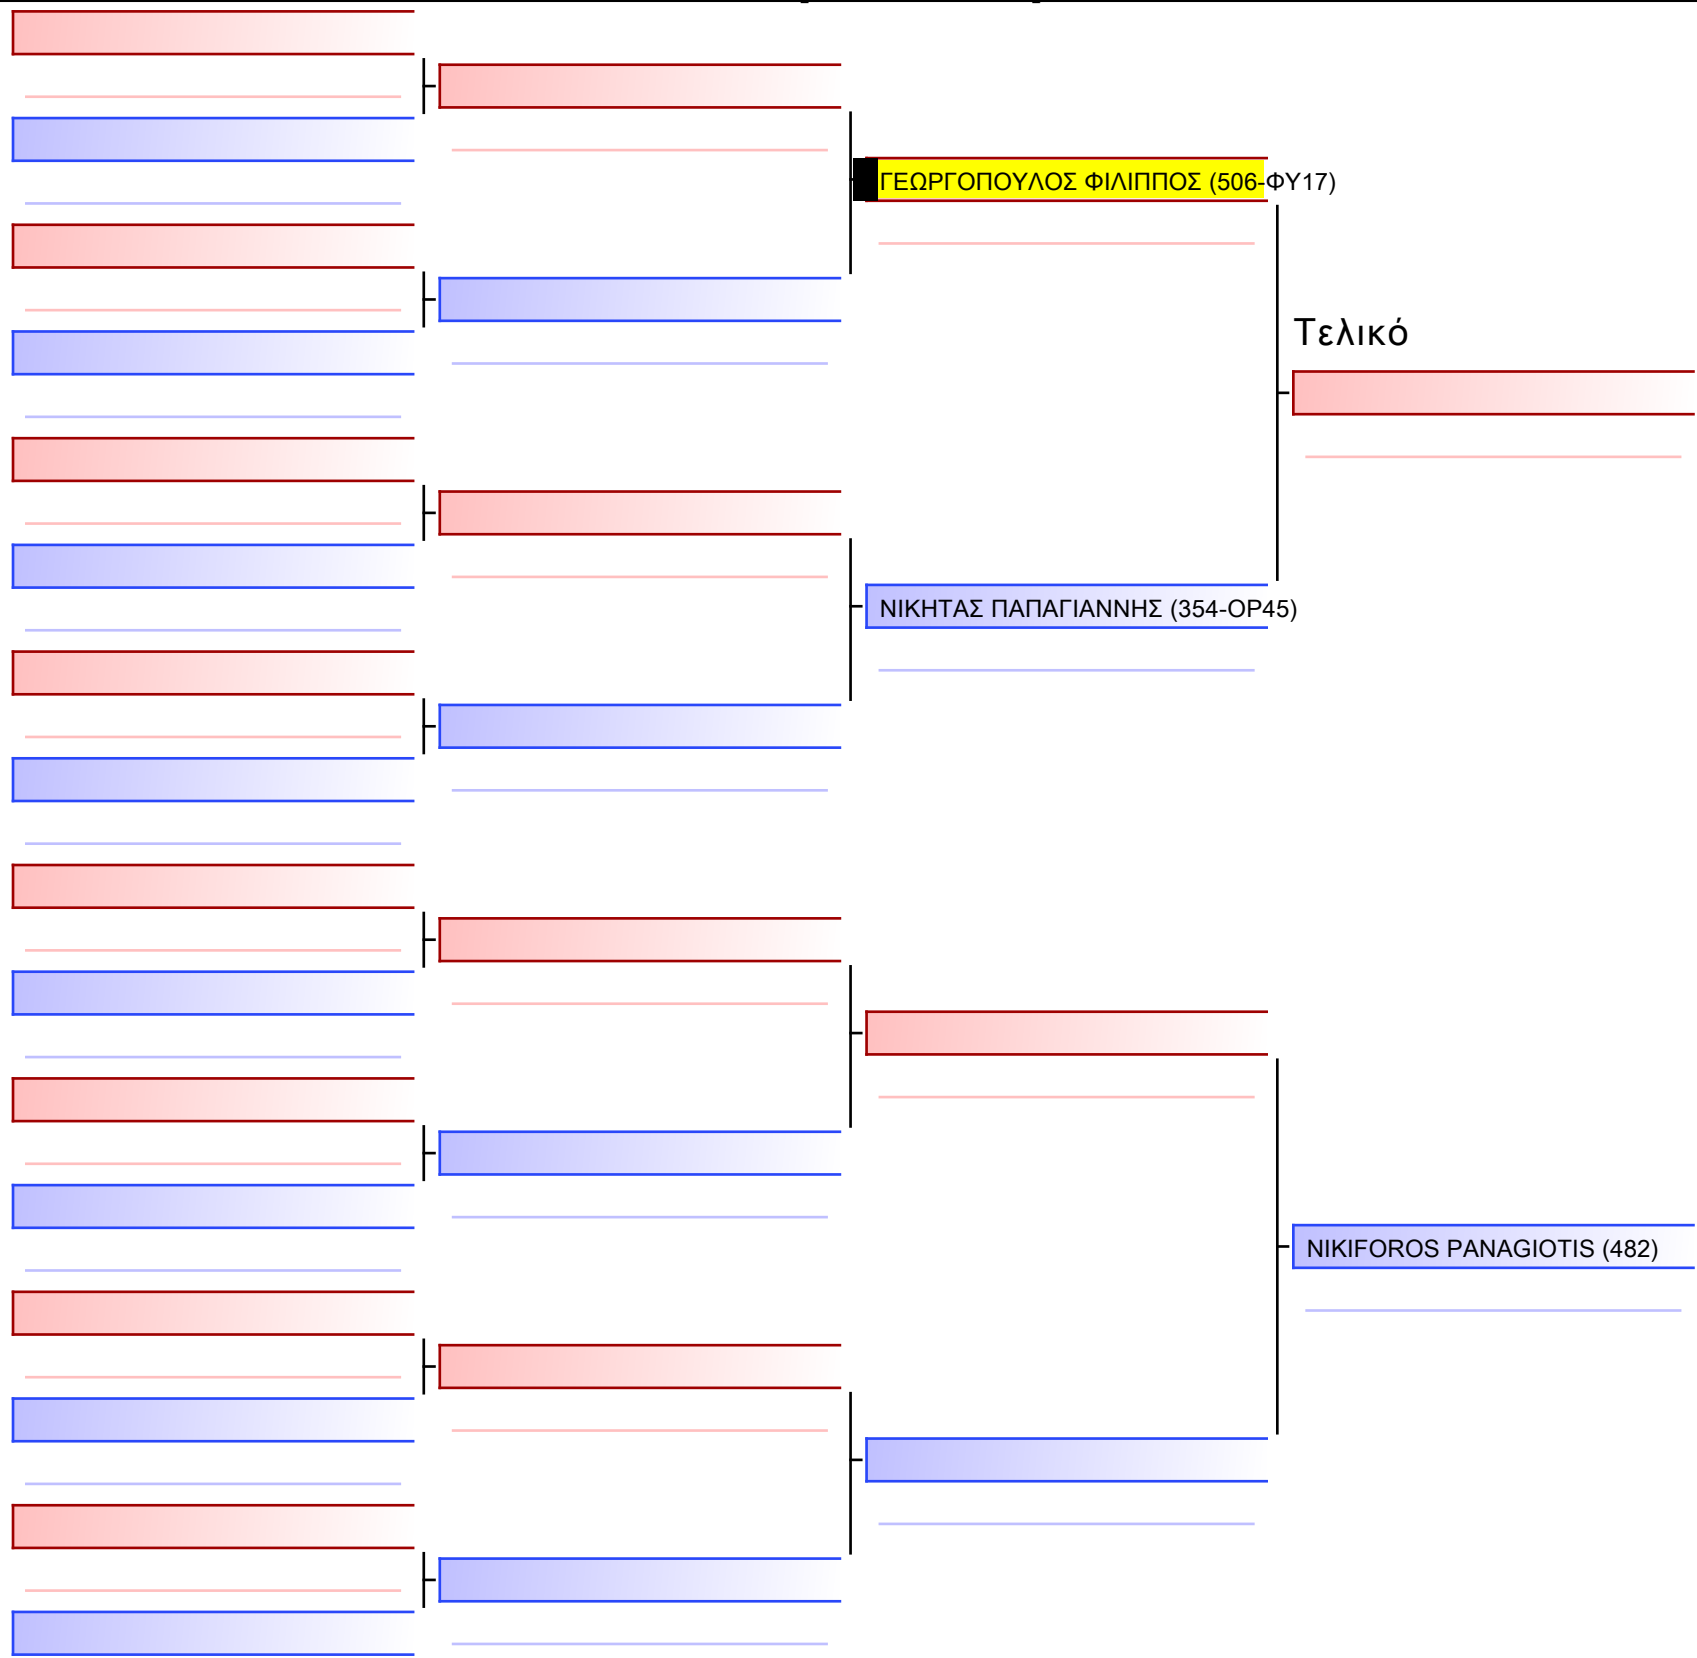 ΓΕΩΡΓΟΠΟΥΛΟΣ ΦΙΛΙΠΠΟΣ (506-ΦΥ17)
Τελικό
ΝΙΚΗΤΑΣ ΠΑΠΑΓΙΑΝΝΗΣ (354-ΟΡ45)
NIKIFOROS PANAGIOTIS (482)